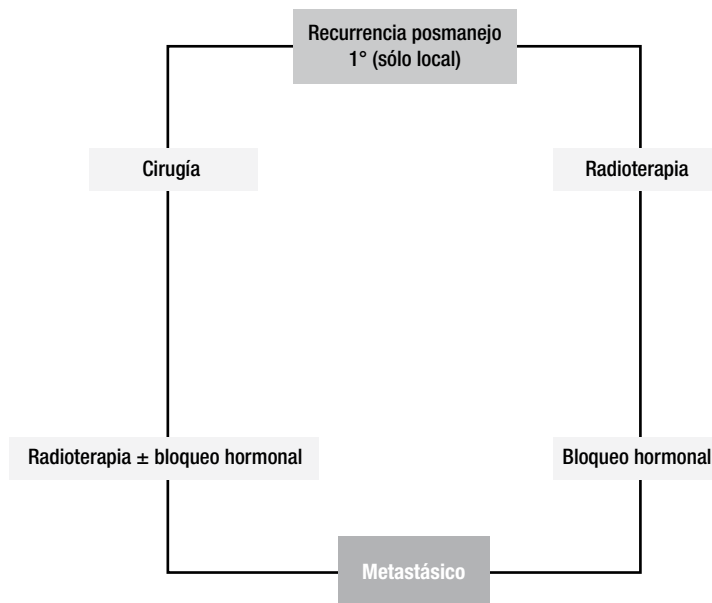 Recurrencia posmanejo
1° (sólo local)
Cirugía
Radioterapia
Radioterapia ± bloqueo hormonal
Bloqueo hormonal
Metastásico